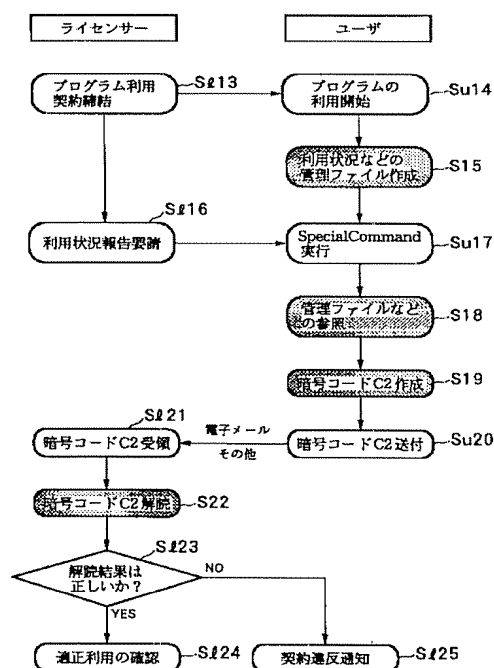 ライセンサー
ユーザ
プログラム利用
契約締結
Sℓ13
プログラムの
利用開始
Su14
利用状況などの
管理ファイル作成
S15
Sℓ16
利用状況報告要請
SpecialCommand
実行
Su17
管理ファイルなど
の参照
S18
暗号コードC2作成
S19
Sℓ21
暗号コードC2受領
電子メール
その他
暗号コードC2送付
Su20
暗号コードC2解読
S22
Sℓ23
解読結果は
正しいか？
NO
YES
適正利用の確認
Sℓ24
契約違反通知
Sℓ25